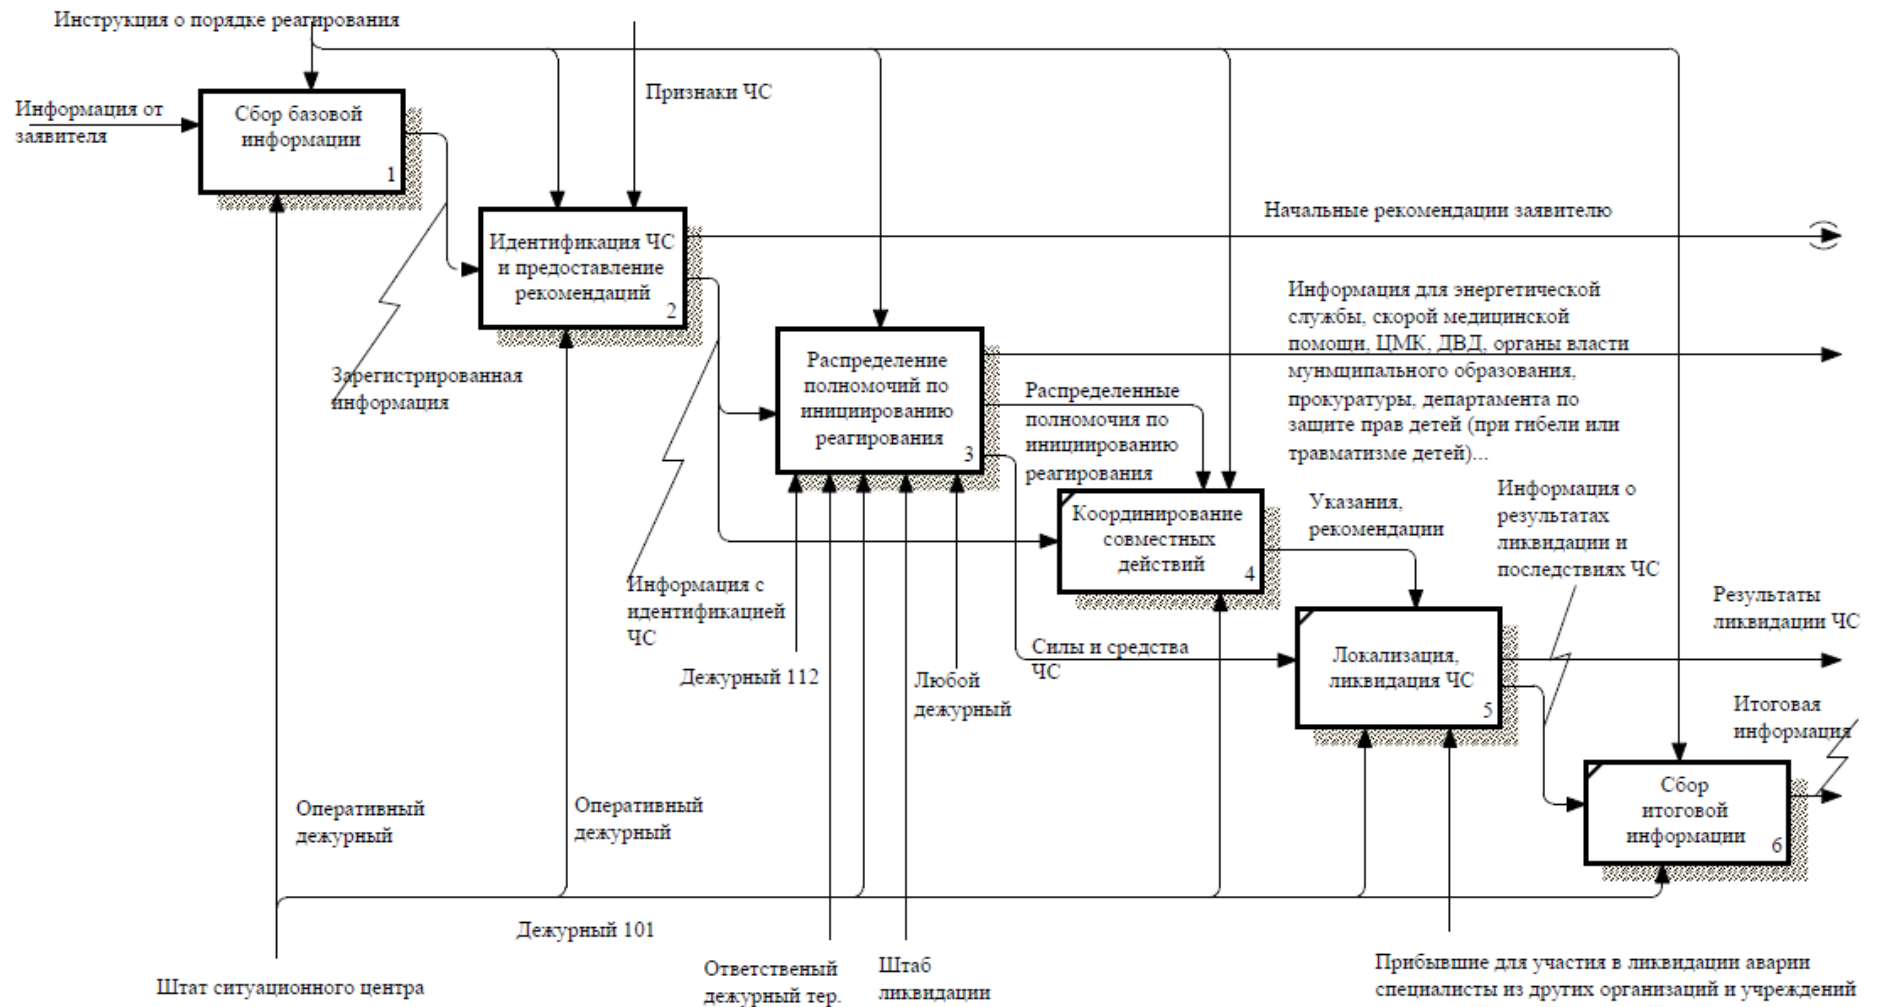 Инструкция о порядке реагирования
Признаки ЧС
Информация от
заявителя
Сбор базовой
информации
1
Начальные рекомендации заявителю
Идентификация ЧС
и предоставление
рекомендаций
2
Информация для энергетической
службы, скорой медицинской
помощи, ЦМК, ДВД, органы власти
мунмципального образования,
прокуратуры, департамента по
защите прав детей (при гибели или
травматизме детей)...
Зарегистрированная
информация
Распределение
полномочий по
инициированию
реагирования
3
Распределенные
полномочия по
инициированию
реагирования
Координирование
совместных
действий
4
Указания,
рекомендации
Информация о
результатах
ликвидации и
последствиях ЧС
Информация с
идентификацией
ЧС
Результаты
ликвидации ЧС
Дежурный 112
Любой
дежурный
Силы и средства
ЧС
Локализация,
ликвидация ЧС
5
Итоговая
информация
Оперативный
дежурный
Оперативный
дежурный
Сбор
итоговой
информации
6
Дежурный 101
Штат ситуационного центра
Ответственый
дежурный тер.
Штаб
ликвидации
Прибывшие для участия в ликвидации аварии
специалисты из других организаций и учреждений